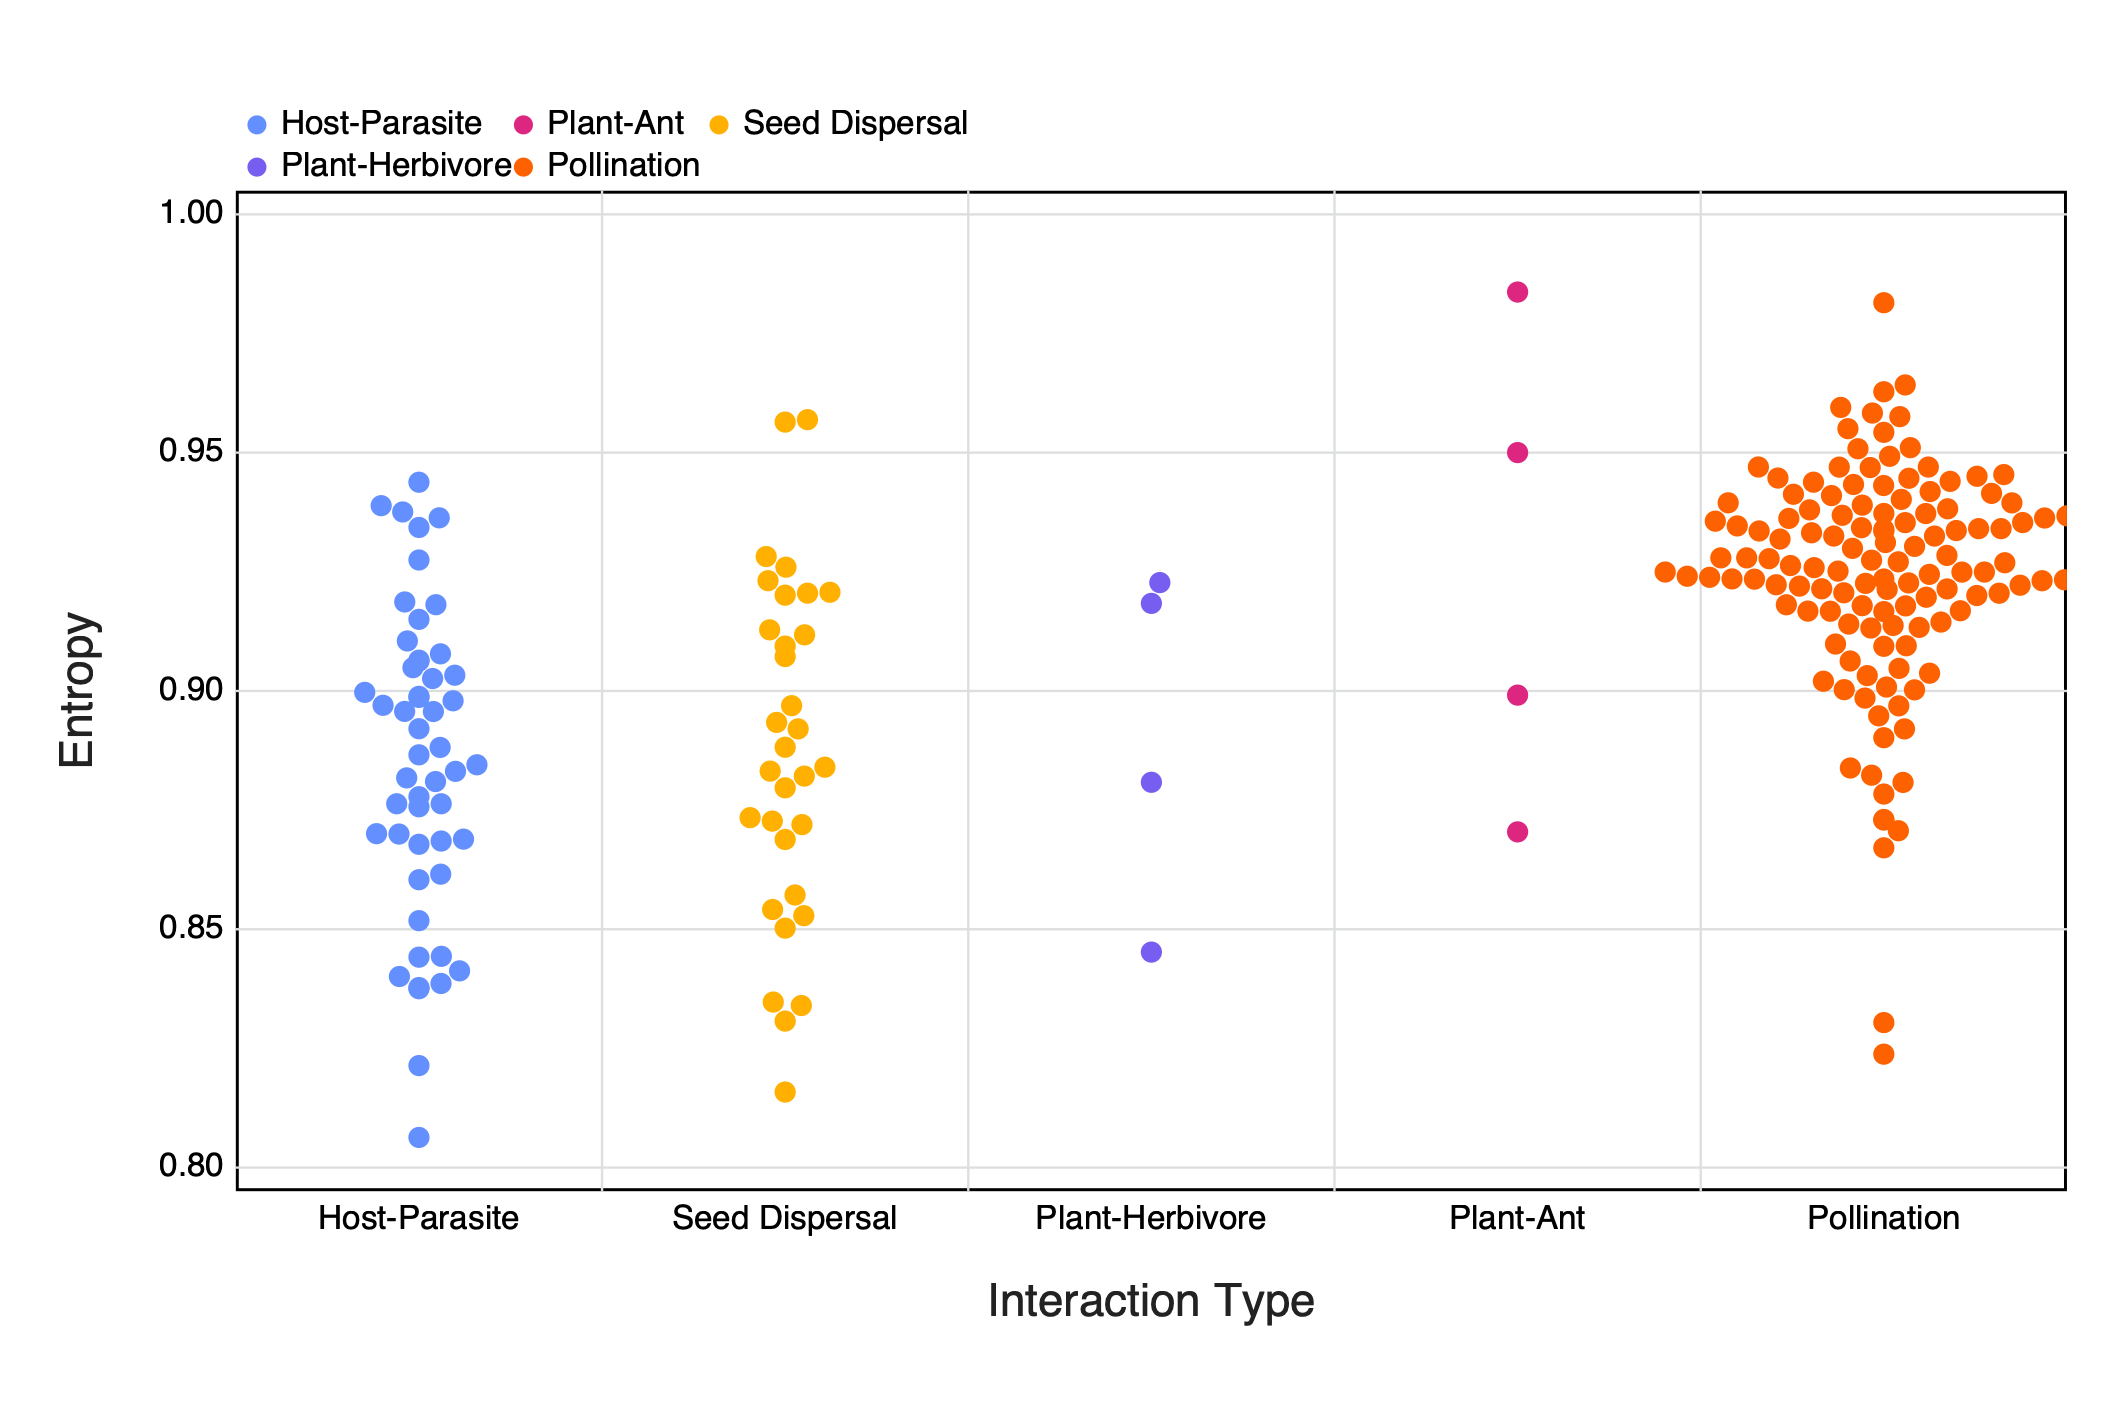 Host-Parasite Plant-Ant Seed Dispersal
Plant-Herbivore Pollination
1.00
0.95
0.90
0.85
0.80
Entropy
Host-Parasite Seed Dispersal Plant-Herbivore Plant-Ant Pollination
Interaction Type